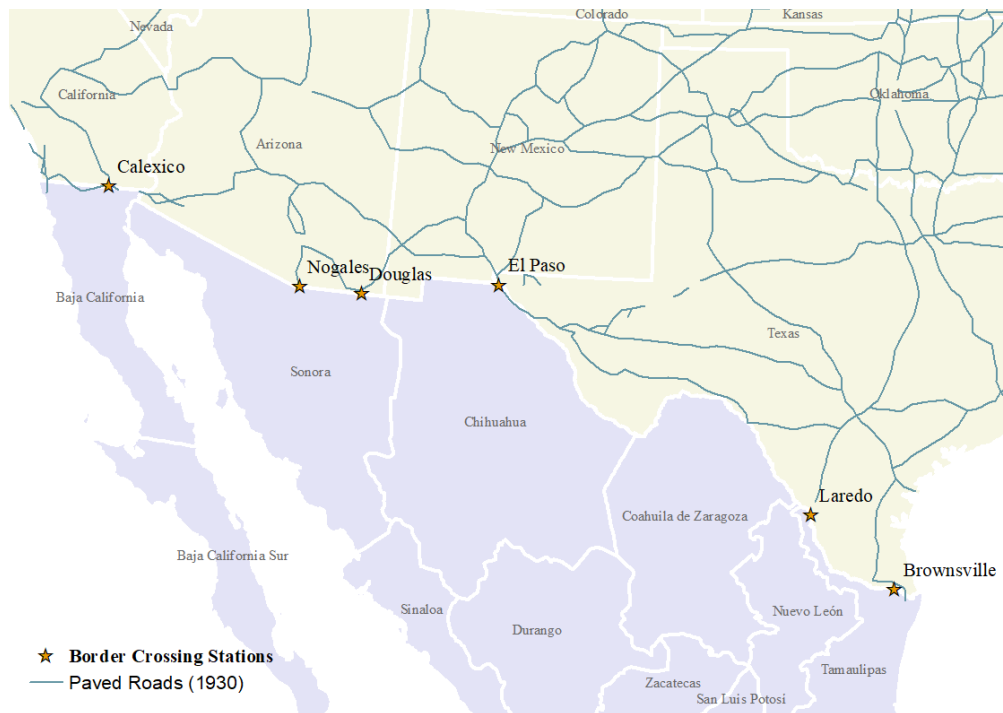 Nevada
Colorado
Kansas
California
Oklahoma
Arizona
New Mexico
Calexico
Nogales
Douglas
El Paso
Baja California
Texas
Sonora
Chihuahua
Laredo
Coahuila de Zaragoza
Baja California Sur
Brownsville
Sinaloa
Nuevo León
Durango
Border Crossing Stations
Tamaulipas
Paved Roads (1930)
Zacatecas
San Luis Potosí